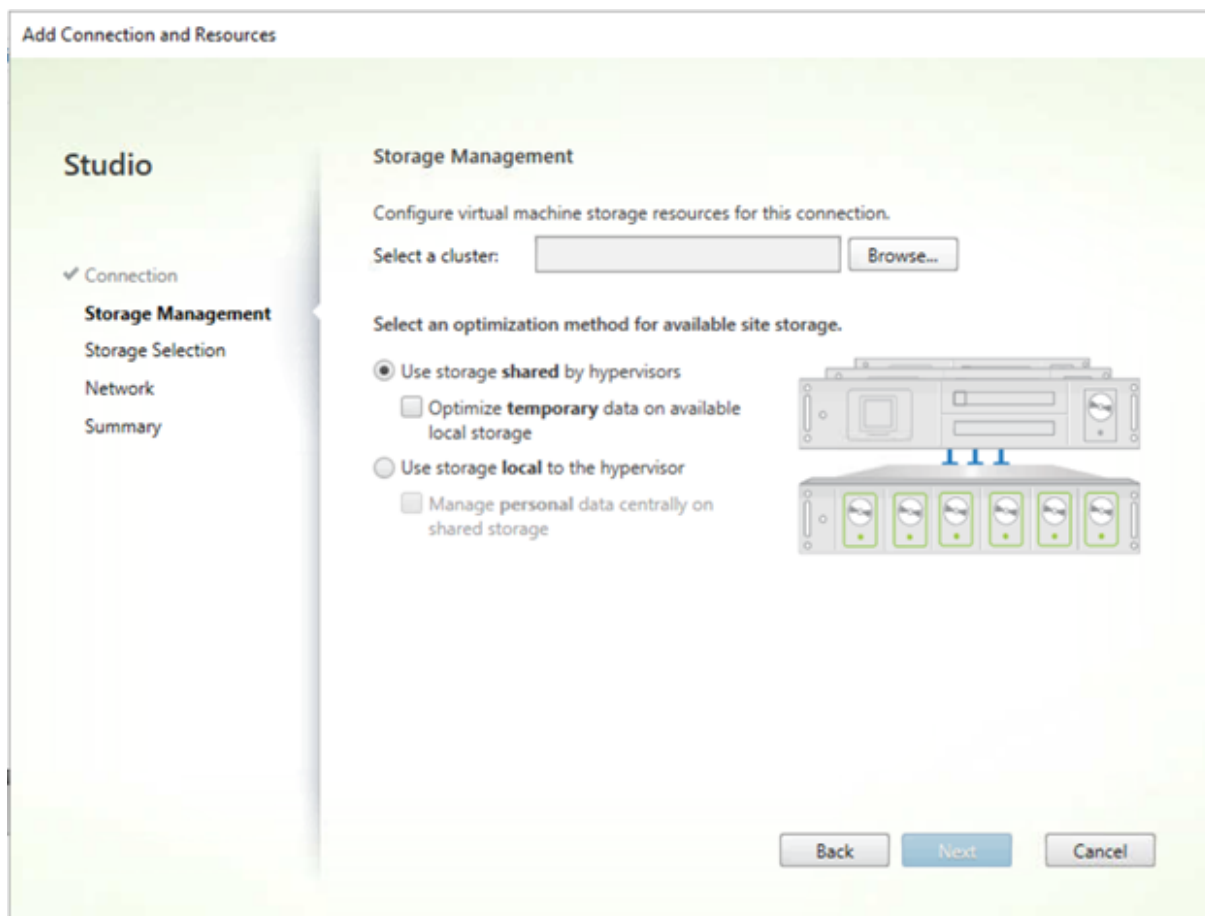 Add Connection and Resources
Studio
✔ Connection
Storage Management
Storage Selection
Network
Summary
Storage Management
Configure virtual machine storage resources for this connection.
Select a cluster:
Browse...
Select an optimization method for available site storage.
Use storage shared by hypervisors
Optimize temporary data on available
local storage
Use storage local to the hypervisor
Manage personal data centrally on
shared storage
Back
Next
Cancel